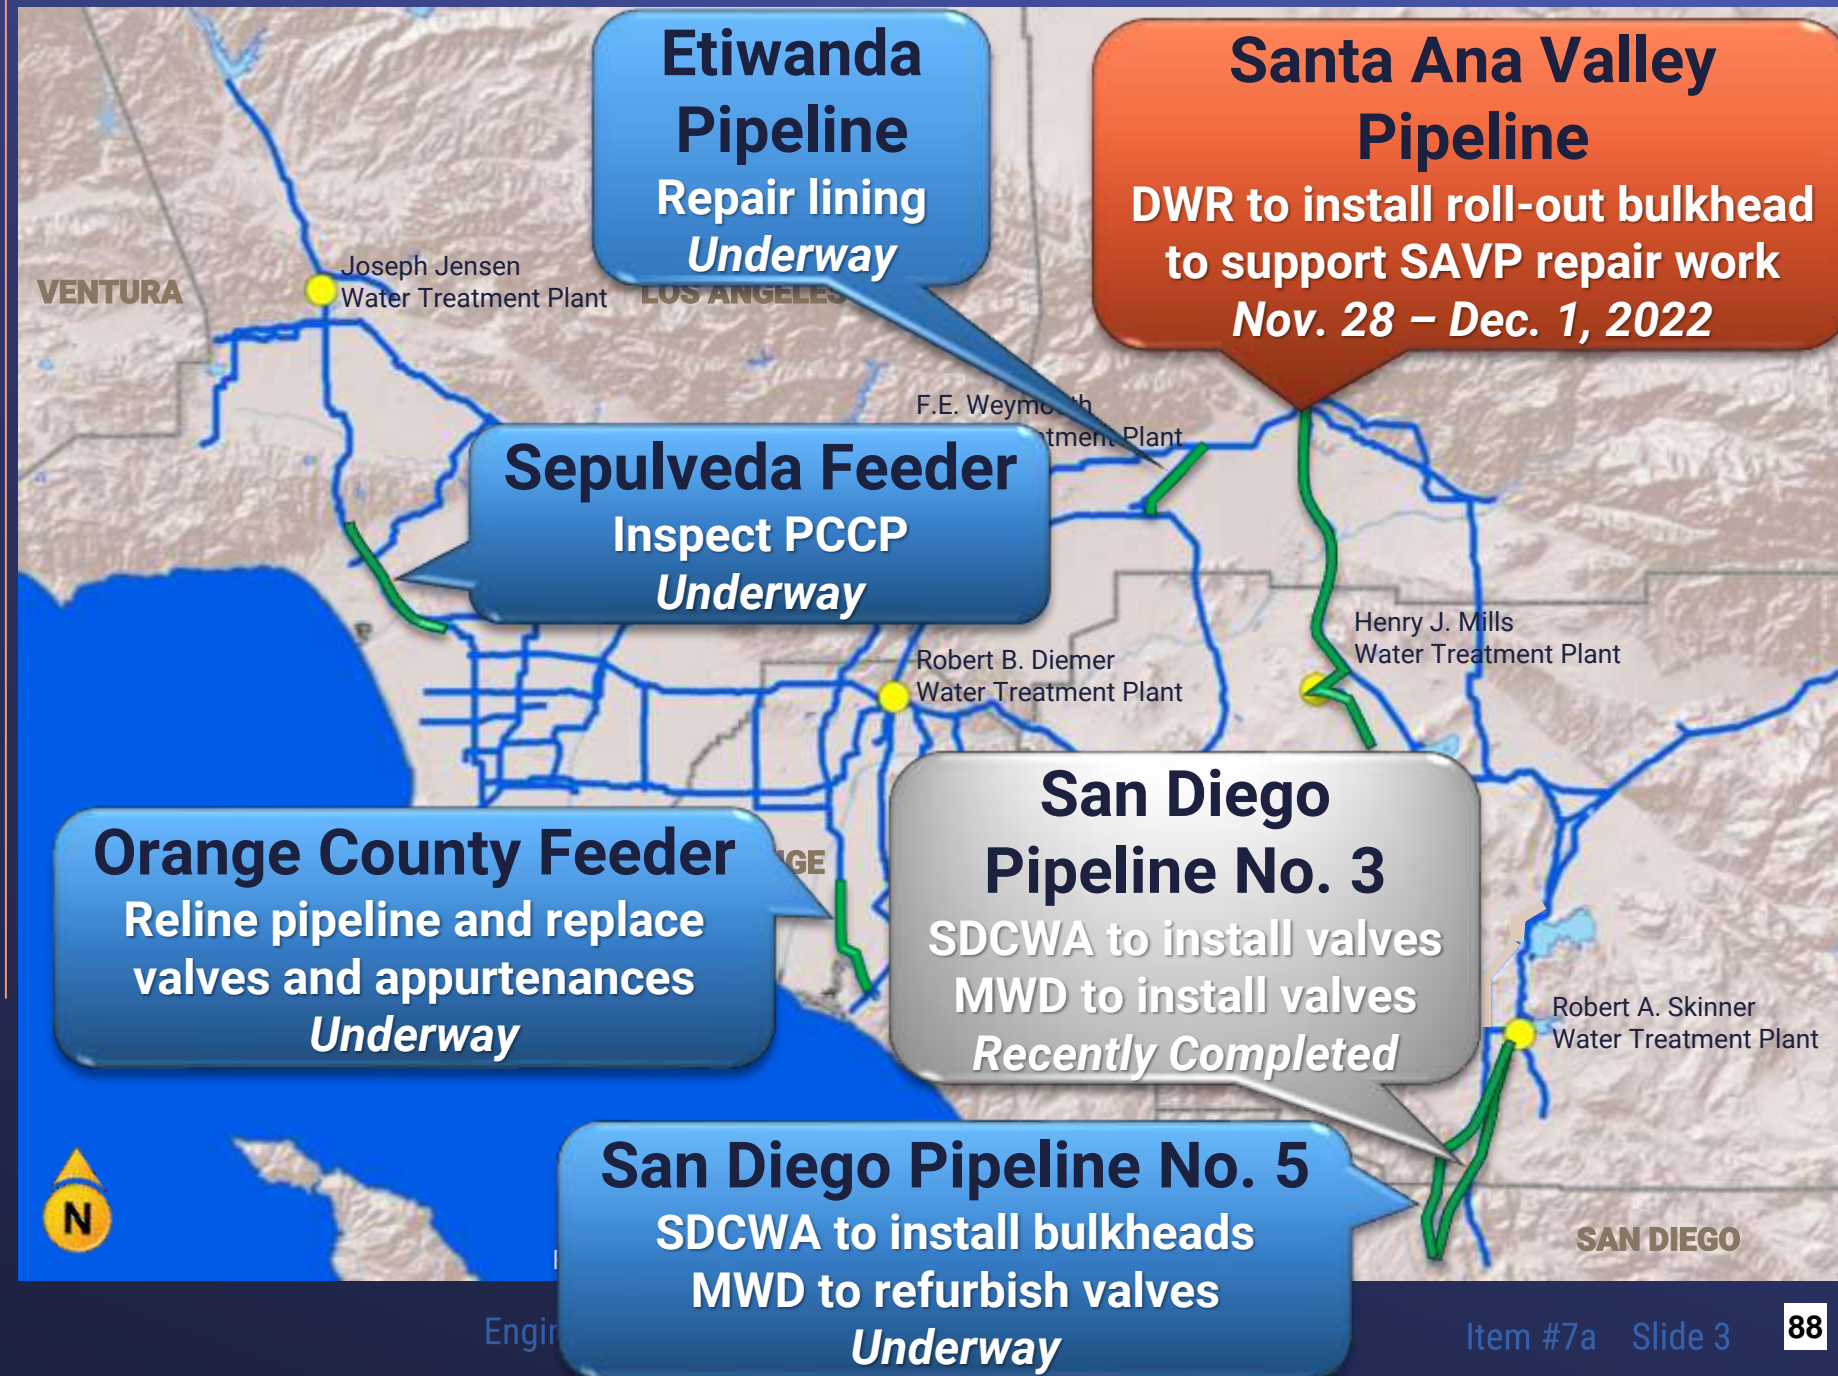 Etiwanda
Pipeline
Repair lining
Underway
Santa Ana Valley
Pipeline
DWR to install roll-out bulkhead
to support SAVP repair work
Nov. 28 – Dec. 1, 2022
Joseph Jensen
Water Treatment Plant
VENTURA
LOS ANGELES
F.E. Weymouth
Plant
Sepulveda Feeder
Inspect PCCP
Underway
Henry J. Mills
Water Treatment Plant
Robert B. Diemer
Water Treatment Plant
San Diego
Pipeline No. 3
SDCWA to install valves
MWD to install valves
Recently Completed
Orange County Feeder
Reline pipeline and replace
valves and appurtenances
Underway
Robert A. Skinner
Water Treatment Plant
San Diego Pipeline No. 5
SDCWA to install bulkheads
MWD to refurbish valves
Underway
N
SAN DIEGO
Item #7a Slide 3
88